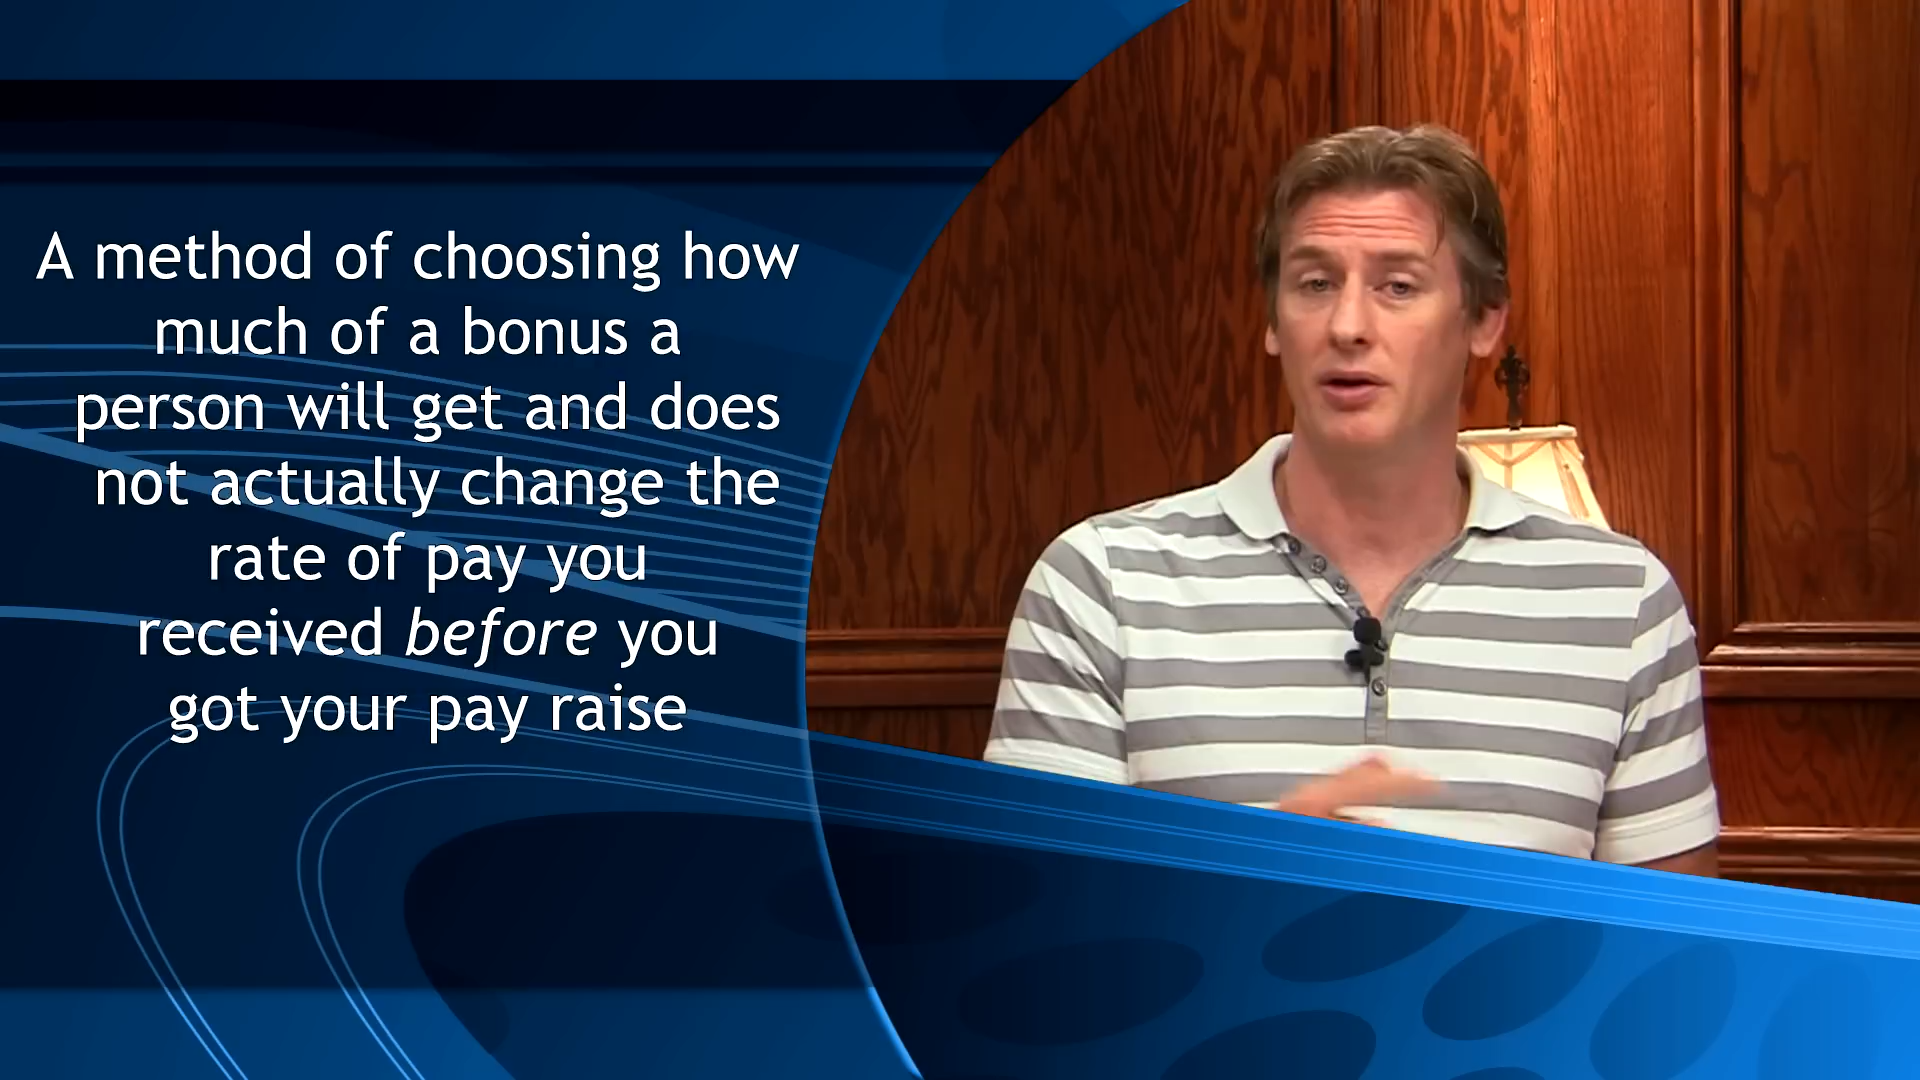 A method of choosing how
much of a bonus a
person will get and does
not actually change the
rate of pay you
received before you
got your pay raise